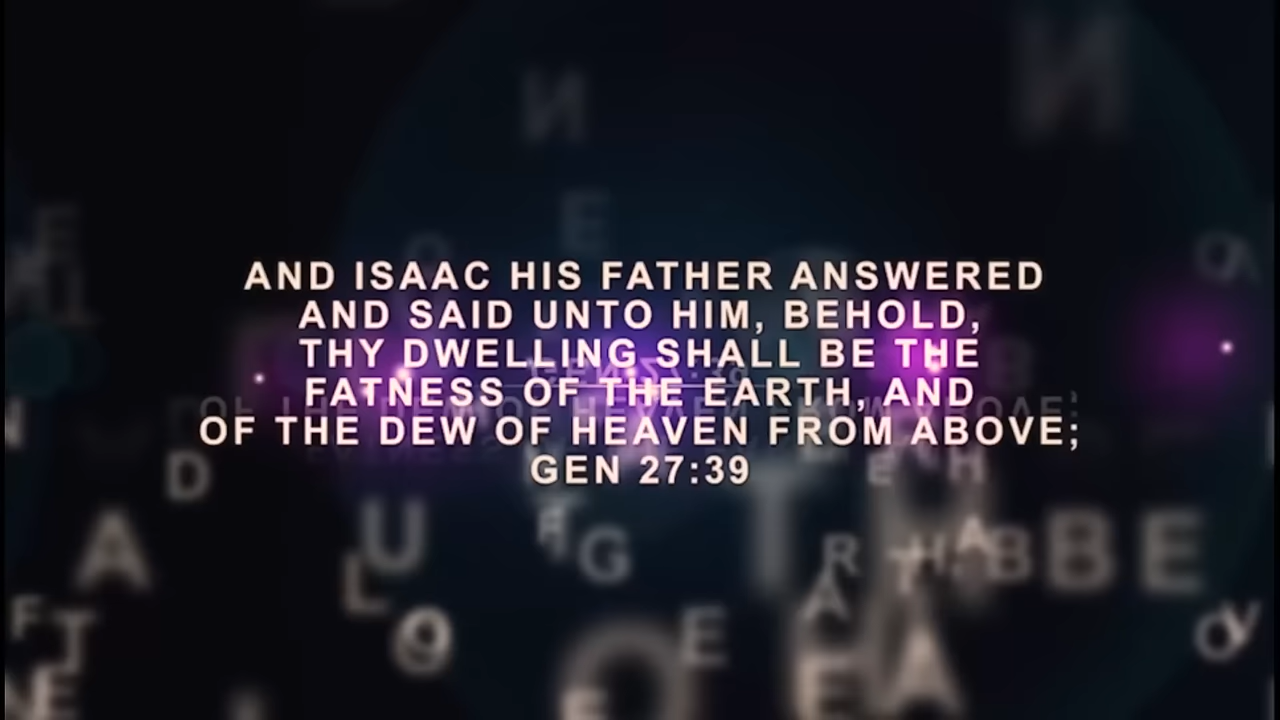 AND ISAAC HIS FATHER ANSWERED
AND SAID UNTO HIM, BEHOLD,
THY DWELLING SHALL BE THE
FATNESS OF THE EARTH, AND
OF THE DEW OF HEAVEN FROM ABOVE;
GEN 27:39